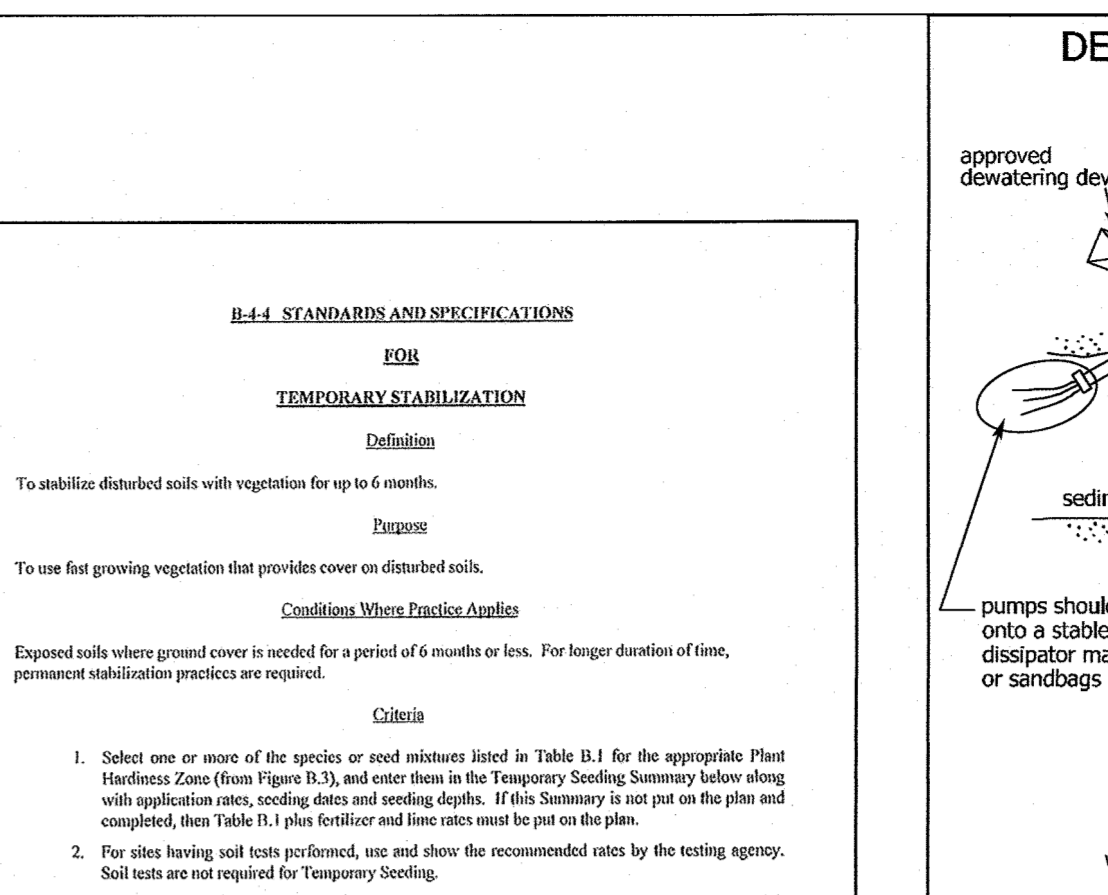 B-4-4 STANDARDS AND SPECIFICATIONS
FOR
TEMPORARY STABILIZATION
Definition
To stabilize disturbed soils with vegetation for up to 6 months.
Purpose
To use fast growing vegetation that provides cover on disturbed soils.
Conditions Where Practice Applies
Exposed soils where ground cover is needed for a period of 6 months or less. For longer duration of time,
permanent stabilization practices are required.
Criteria
1. Select one or more of the species or seed mixtures listed in Table B.1 for the appropriate Plant
Hardiness Zone (from Figure B.3), and enter them in the Temporary Seeding Summary below along
with application rates, seeding dates and seeding depths. If this Summary is not put on the plan and
completed, then Table B.1 plus fertilizer and lime rates must be put on the plan.
2. For sites having soil tests performed, use and show the recommended rates by the testing agency.
Soil tests are not required for Temporary Seeding.
DE
approved
dewatering dev
sedi
pumps should
onto a stable
dissipator ma
or sandbags